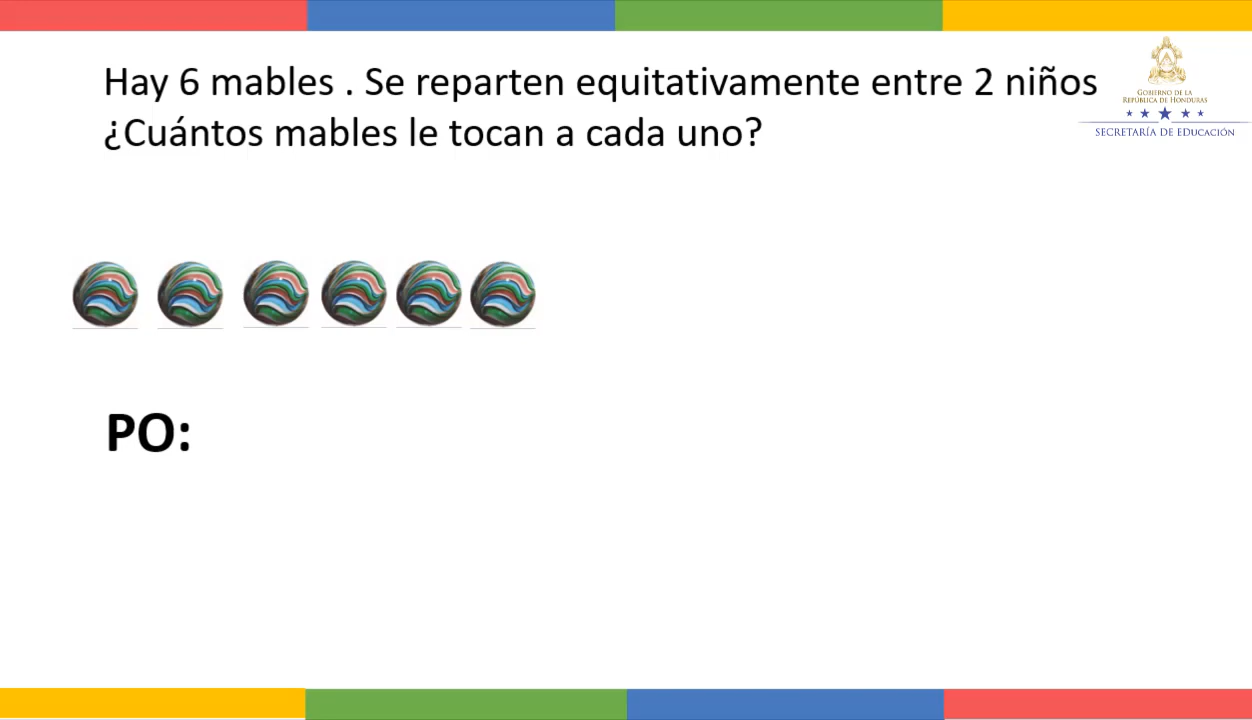 Hay 6 mables . Se reparten equitativamente entre 2 niños
¿Cuántos mables le tocan a cada uno?
GOBIERNO DE LA
REPÚBLICA DE HONDURAS
SECRETARÍA DE EDUCACIÓN
PO: